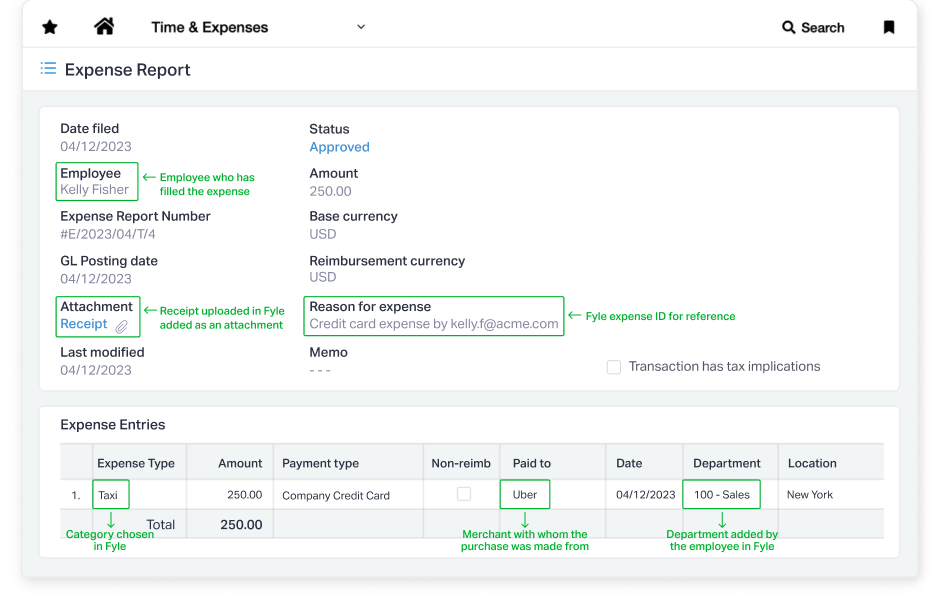 Time & Expenses
Search
Expense Report
Date filed
04/12/2023
Status
Approved
Employee
Kelly Fisher
← Employee who has
filled the expense
Amount
250.00
Expense Report Number
#E/2023/04/T/4
Base currency
USD
GL Posting date
04/12/2023
Reimbursement currency
USD
Attachment
Receipt
← Receipt uploaded in Fyle
added as an attachment
Reason for expense
Credit card expense by kelly.f@acme.com
← Fyle expense ID for reference
Last modified
04/12/2023
Memo
- - -
Transaction has tax implications
Expense Entries
Expense Type Amount Payment type Non-reimb Paid to Date Department Location
1. Taxi 250.00 Company Credit Card Uber 04/12/2023 100 - Sales New York
Total 250.00
Category chosen
in Fyle
Merchant with whom the
purchase was made from
Department added by
the employee in Fyle